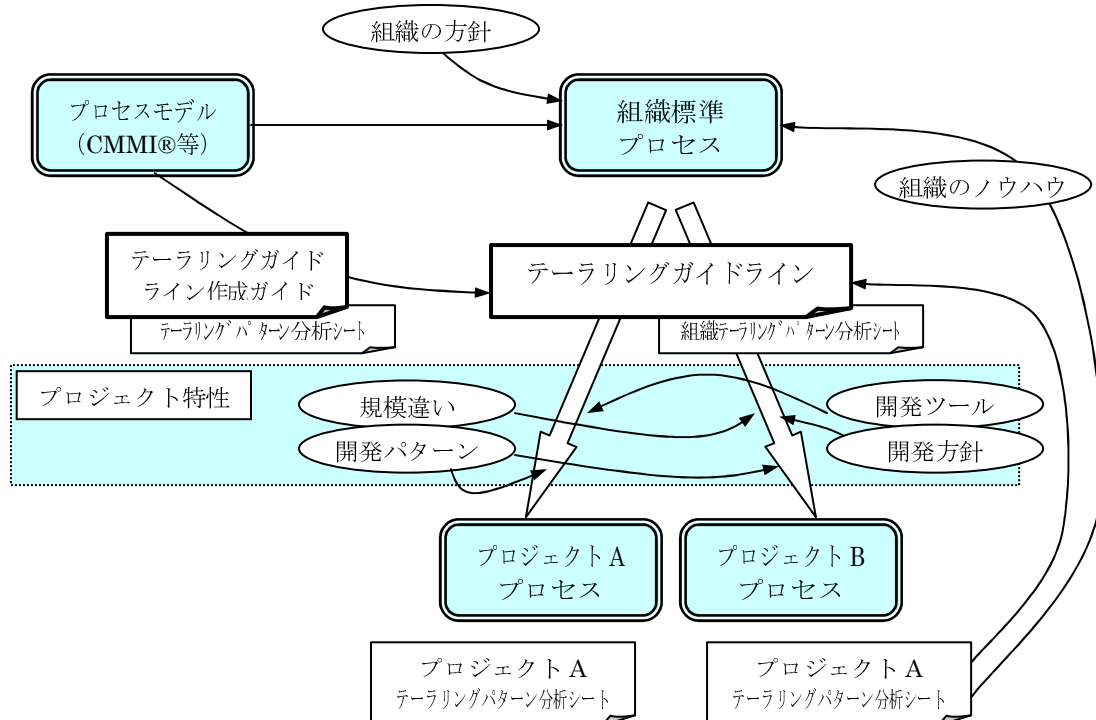 組織の方針
プロセスモデル
（CMMI®等）
組織標準
プロセス
組織のノウハウ
テーラリングガイド
ライン作成ガイド
テーラリングパターン分析シート
テーラリングガイドライン
組織テーラリングパターン分析シート
プロジェクト特性
規模違い
開発パターン
開発ツール
開発方針
プロジェクトA
プロセス
プロジェクトB
プロセス
プロジェクトA
テーラリングパターン分析シート
プロジェクトA
テーラリングパターン分析シート